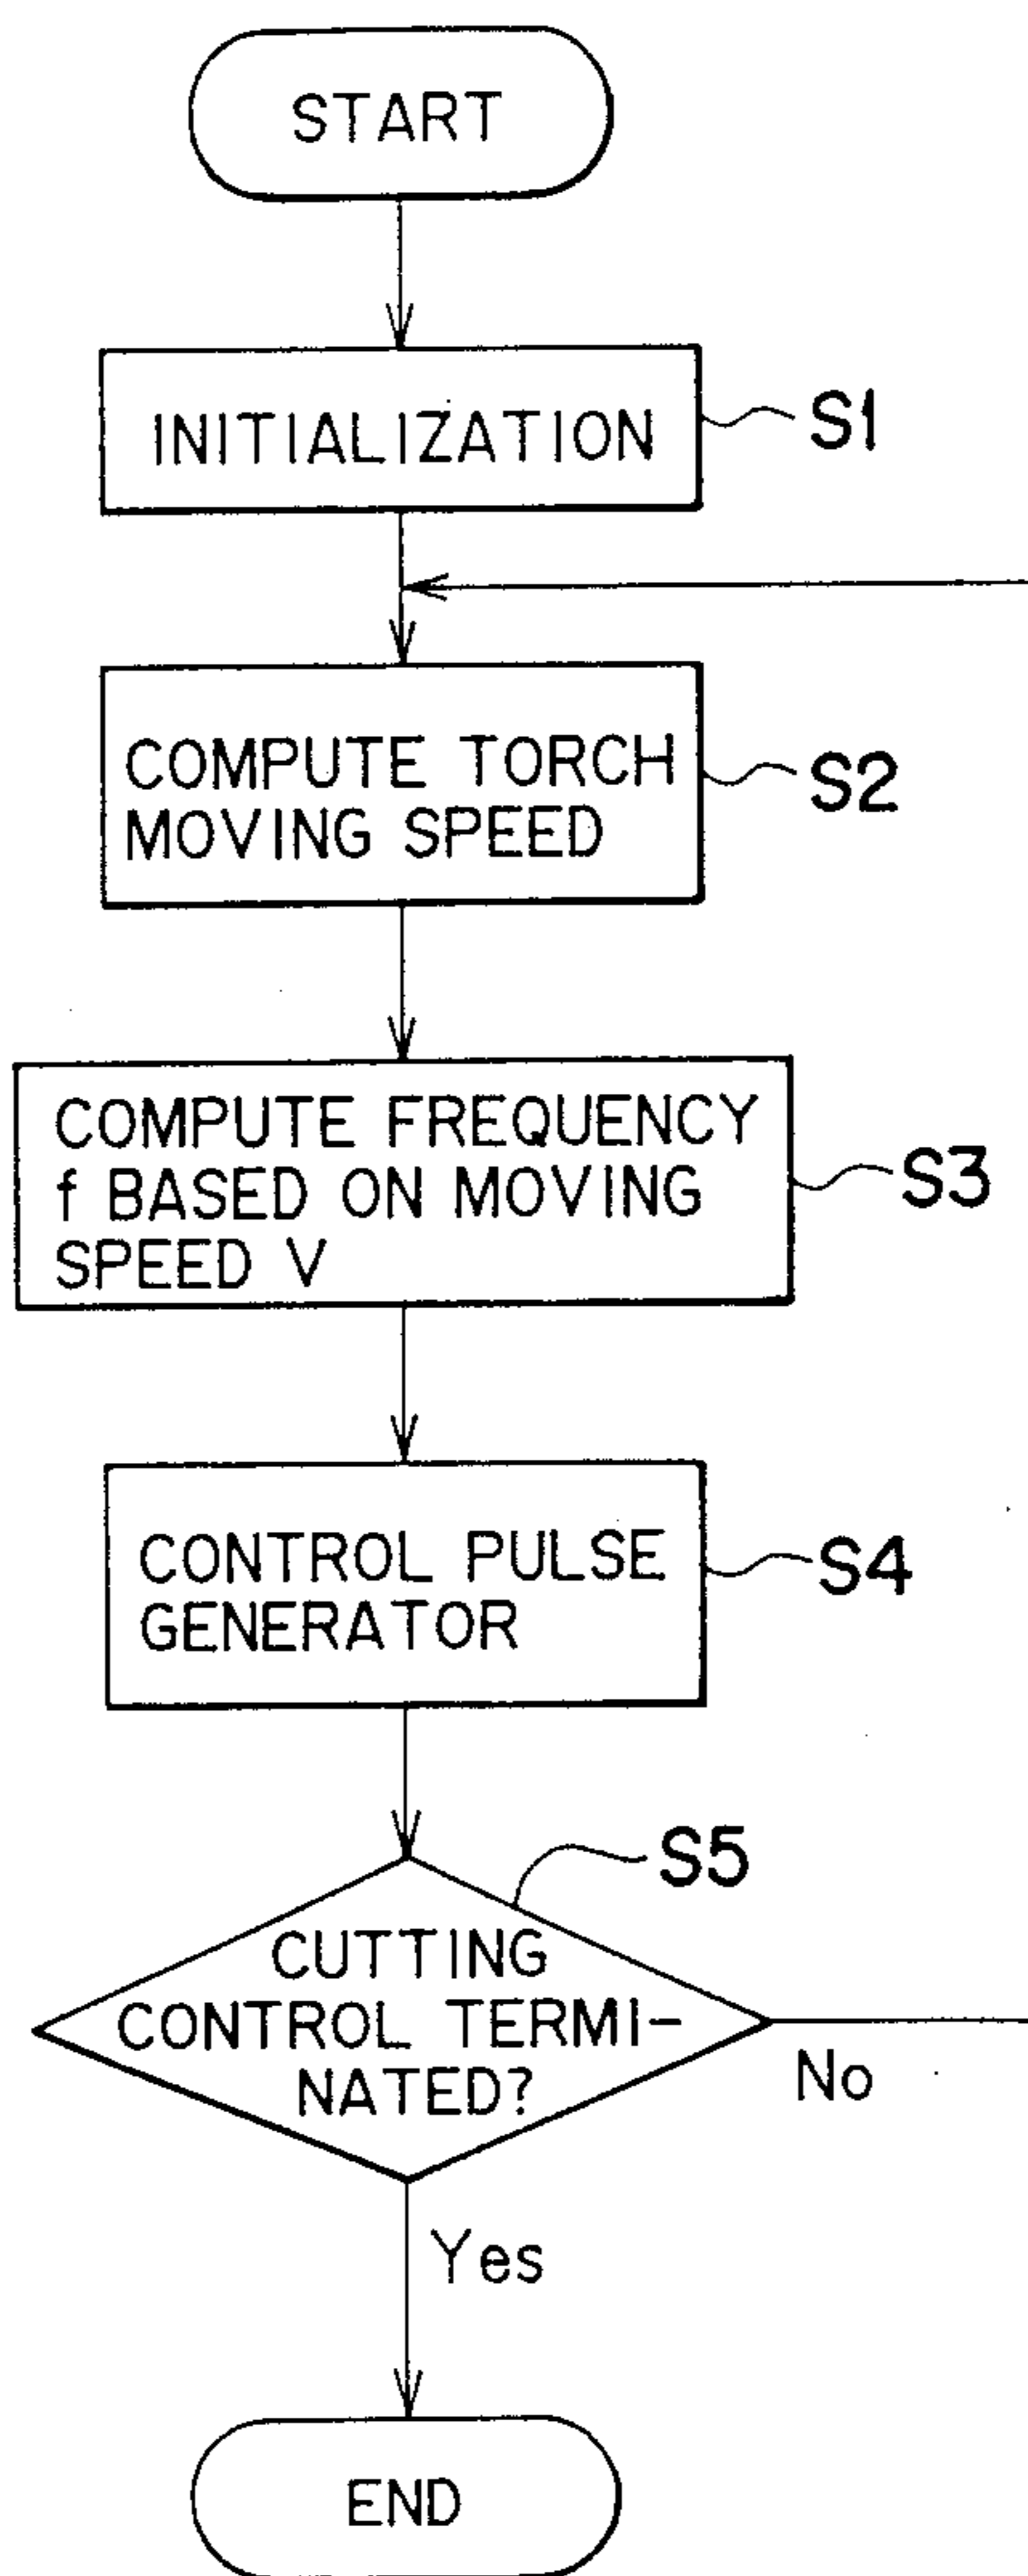 START
INITIALIZATION
S1
COMPUTE TORCH
MOVING SPEED
S2
COMPUTE FREQUENCY
f BASED ON MOVING
SPEED V
S3
CONTROL PULSE
GENERATOR
S4
S5
CUTTING
CONTROL TERMI-
NATED?
No
Yes
END